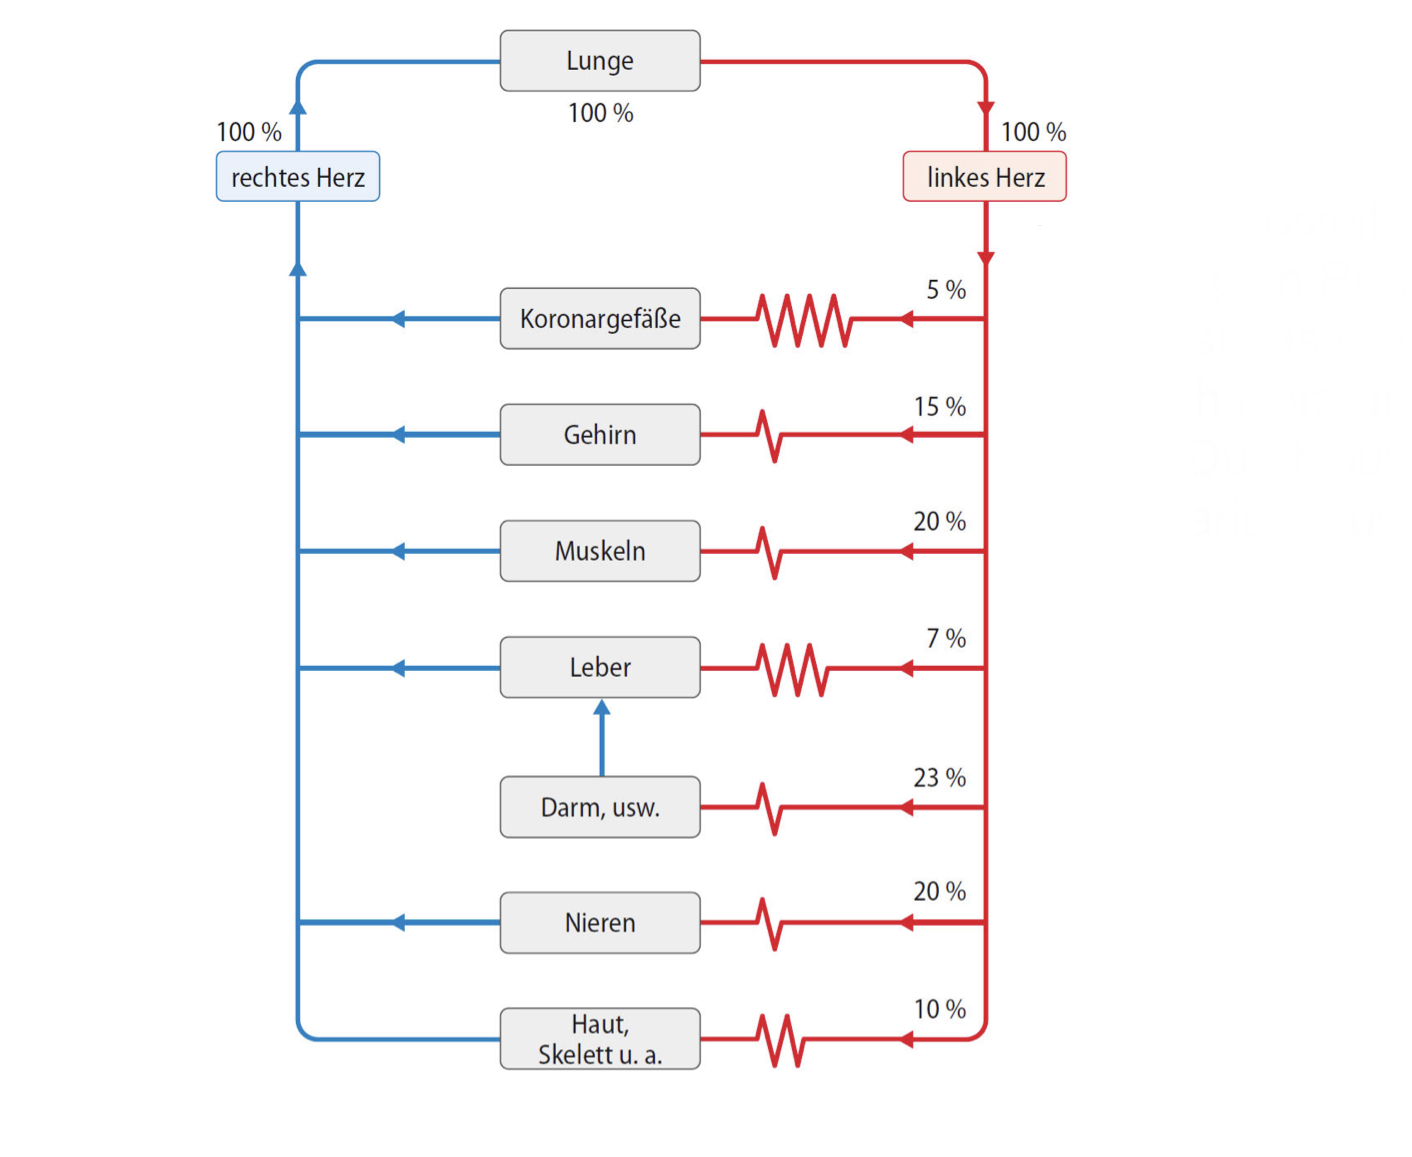 Lunge
100 %
100 %
100 %
rechtes Herz
linkes Herz
5 %
Koronargefäße
15 %
Gehirn
20 %
Muskeln
7 %
Leber
23 %
Darm, usw.
20 %
Nieren
10 %
Haut,
Skelett u. a.